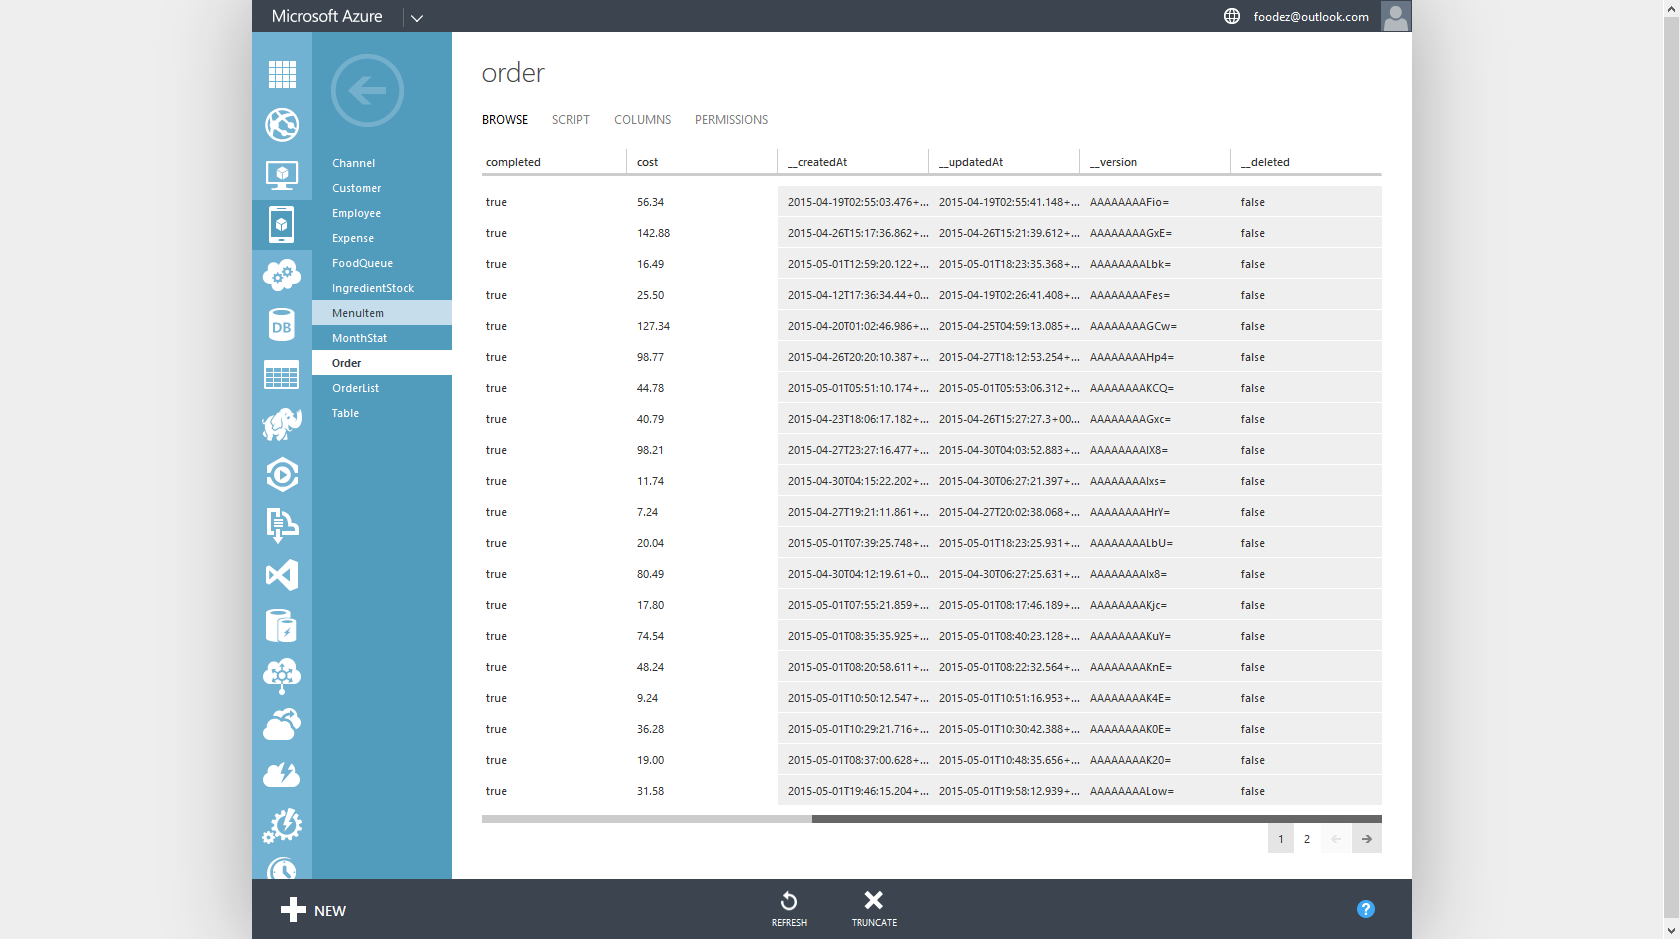 Microsoft Azure
foodez@outlook.com
order
BROWSE SCRIPT COLUMNS PERMISSIONS
Channel
Customer
Employee
Expense
FoodQueue
IngredientStock
MenuItem
MonthStat
Order
OrderList
Table
DB
completed cost __createdAt __updatedAt __version __deleted
true 56.34 2015-04-19T02:55:03.476+... 2015-04-19T02:55:41.148+... AAAAAAAAFio= false
true 142.88 2015-04-26T15:17:36.862+... 2015-04-26T15:21:39.612+... AAAAAAAAGxE= false
true 16.49 2015-05-01T12:59:20.122+... 2015-05-01T18:23:35.368+... AAAAAAAALbk= false
true 25.50 2015-04-12T17:36:34.44+0... 2015-04-19T02:26:41.408+... AAAAAAAAFes= false
true 127.34 2015-04-20T01:02:46.986+... 2015-04-25T04:59:13.085+... AAAAAAAAGCw= false
true 98.77 2015-04-26T20:20:10.387+... 2015-04-27T18:12:53.254+... AAAAAAAAHp4= false
true 44.78 2015-05-01T05:51:10.174+... 2015-05-01T05:53:06.312+... AAAAAAAAKCQ= false
true 40.79 2015-04-23T18:06:17.182+... 2015-04-26T15:27:27.3+00... AAAAAAAAGxc= false
true 98.21 2015-04-27T23:27:16.477+... 2015-04-30T04:03:52.883+... AAAAAAAAIX8= false
true 11.74 2015-04-30T04:15:22.202+... 2015-04-30T06:27:21.397+... AAAAAAAAIxs= false
true 7.24 2015-04-27T19:21:11.861+... 2015-04-27T20:02:38.068+... AAAAAAAAHrY= false
true 20.04 2015-05-01T07:39:25.748+... 2015-05-01T18:23:25.931+... AAAAAAAALbU= false
true 80.49 2015-04-30T04:12:19.61+0... 2015-04-30T06:27:25.631+... AAAAAAAAIx8= false
true 17.80 2015-05-01T07:55:21.859+... 2015-05-01T08:17:46.189+... AAAAAAAAKjc= false
true 74.54 2015-05-01T08:35:35.925+... 2015-05-01T08:40:23.128+... AAAAAAAAKuY= false
true 48.24 2015-05-01T08:20:58.611+... 2015-05-01T08:22:32.564+... AAAAAAAAKnE= false
true 9.24 2015-05-01T10:50:12.547+... 2015-05-01T10:51:16.953+... AAAAAAAAK4E= false
true 36.28 2015-05-01T10:29:21.716+... 2015-05-01T10:30:42.388+... AAAAAAAAK0E= false
true 19.00 2015-05-01T08:37:00.628+... 2015-05-01T10:48:35.656+... AAAAAAAAK20= false
true 31.58 2015-05-01T19:46:15.204+... 2015-05-01T19:58:12.939+... AAAAAAAALow= false
1 2
NEW
REFRESH
TRUNCATE
?